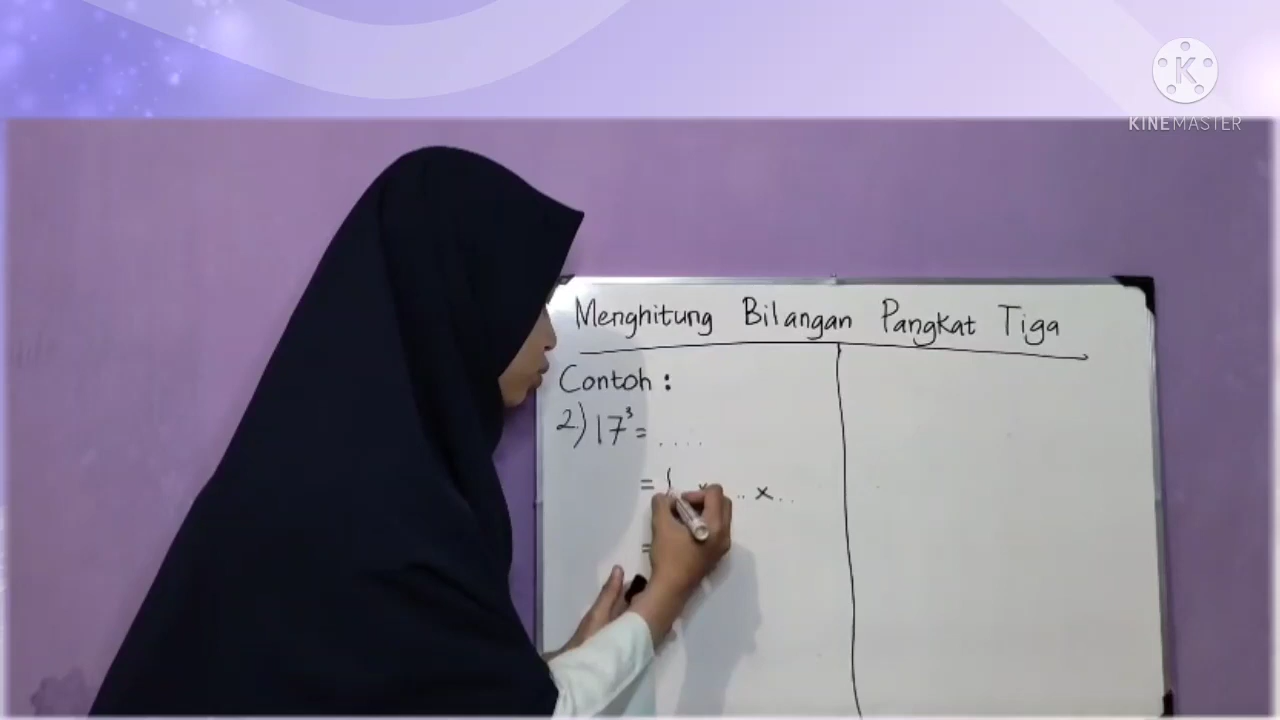 K
KINEMASTER
Menghitung Bilangan Pangkat Tiga
Contoh :
2) 17³ = ....
= ( x .. x ..
=